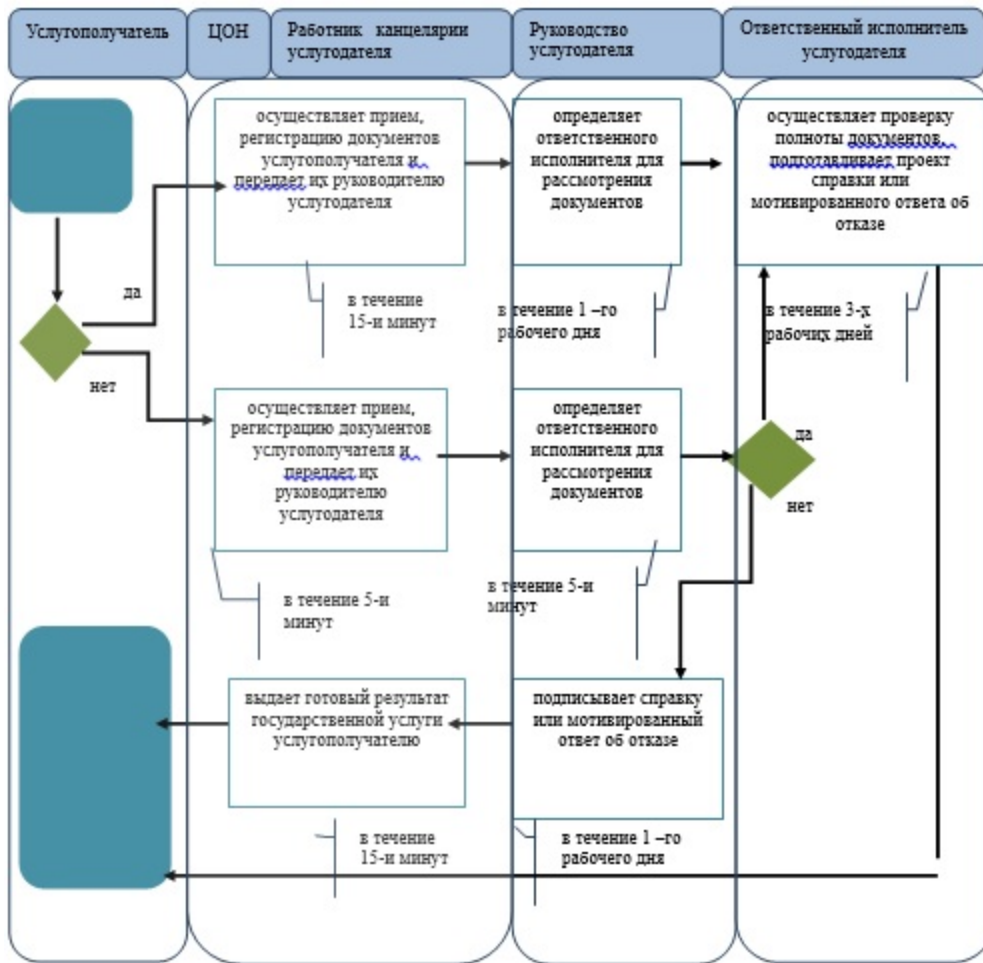 Услугополучатель
ЦОН
Работник канцелярии
услугодателя
Руководство
услугодателя
Ответственный исполнитель
услугодателя
осуществляет прием,
регистрацию документов
услугополучателя и
передает их руководителю
услугодателя
определяет
ответственного
исполнителя для
рассмотрения
документов
осуществляет проверку
полноты документов,
подготавливает проект
справки или
мотивированного ответа об
отказе
да
в течение
15-и минут
в течение 1 –го
рабочего дня
в течение 3-х
рабочих дней
нет
осуществляет прием,
регистрацию документов
услугополучателя и
передает их
руководителю
услугодателя
определяет
ответственного
исполнителя для
рассмотрения
документов
да
нет
в течение 5-и
минут
в течение 5-и
минут
выдает готовый результат
государственной услуги
услугополучателю
подписывает справку
или мотивированный
ответ об отказе
в течение
15-и минут
в течение 1 –го
рабочего дня